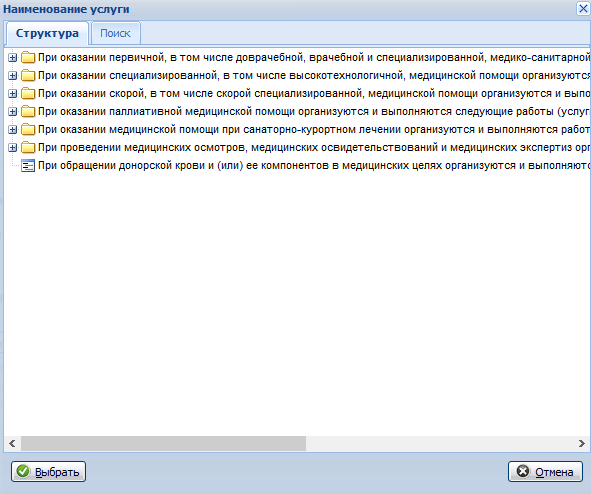 Наименование услуги
Структура Поиск
При оказании первичной, в том числе доврачебной, врачебной и специализированной, медико-санитарной
При оказании специализированной, в том числе высокотехнологичной, медицинской помощи организуются
При оказании скорой, в том числе скорой специализированной, медицинской помощи организуются и выпо
При оказании паллиативной медицинской помощи организуются и выполняются следующие работы (услуг
При оказании медицинской помощи при санаторно-курортном лечении организуются и выполняются работ
При проведении медицинских осмотров, медицинских освидетельствований и медицинских экспертиз орг
При обращении донорской крови и (или) ее компонентов в медицинских целях организуются и выполняютс
Выбрать Отмена